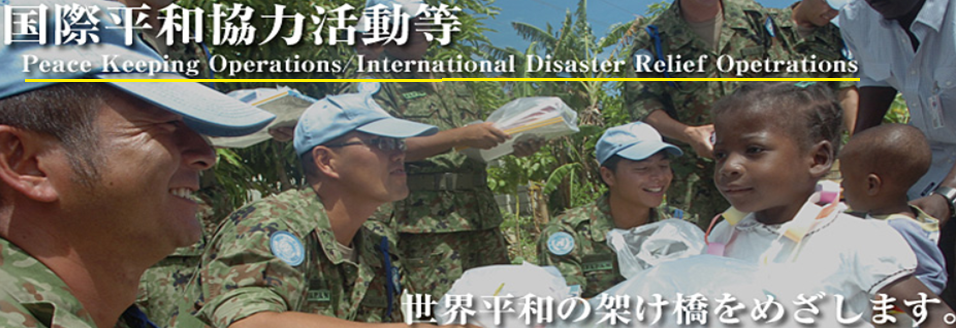 国際平和協力活動等
Peace Keeping Operations/International Disaster Relief Opetrations
世界平和の架け橋をめざします。